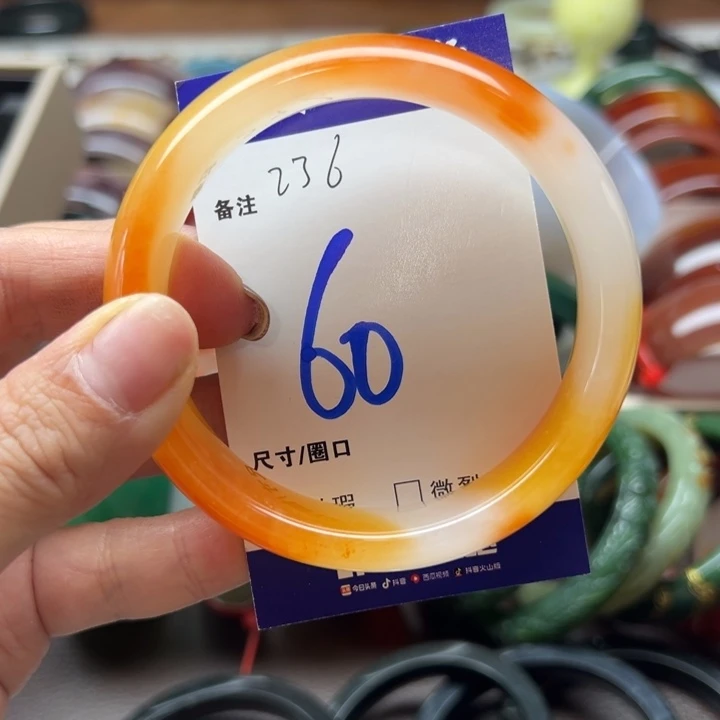 备注 236
60
尺寸/圈口
瑕 微裂
今日头条 抖音 西瓜视频 抖音火山版